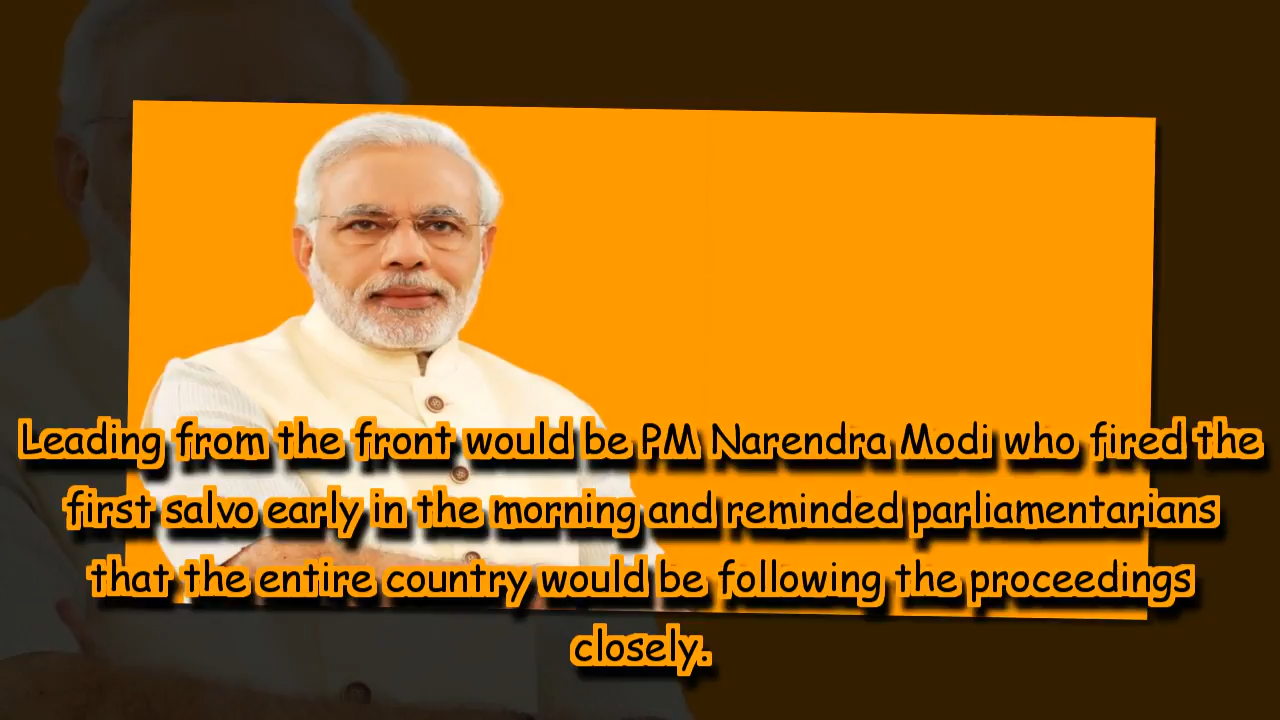 Leading from the front would be PM Narendra Modi who fired the
first salvo early in the morning and reminded parliamentarians
that the entire country would be following the proceedings
closely.